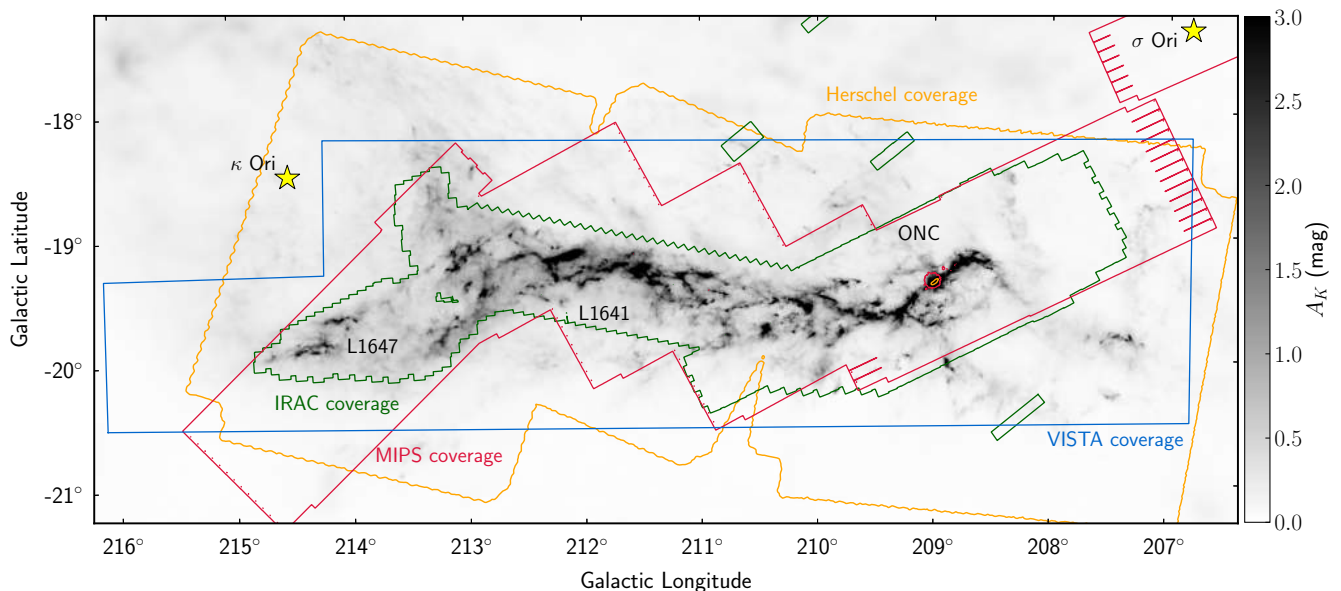 σ Ori
3.0
Herschel coverage
2.5
-18°
κ Ori
2.0
ONC
-19°
1.5
A_K (mag)
Galactic Latitude
L1641
L1647
1.0
-20°
IRAC coverage
VISTA coverage
MIPS coverage
0.5
-21°
0.0
216° 215° 214° 213° 212° 211° 210° 209° 208° 207°
Galactic Longitude